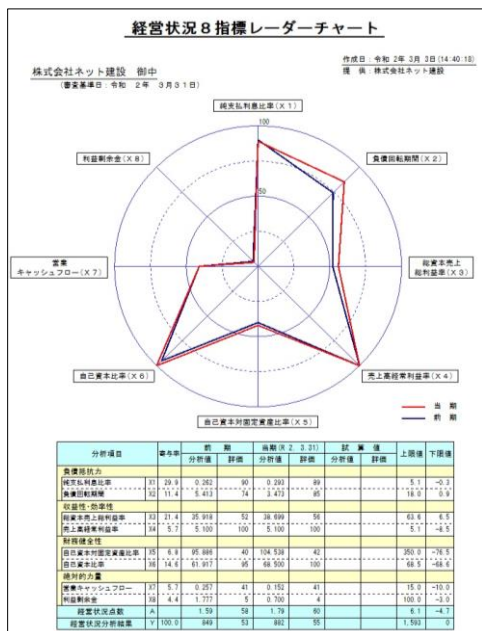 経営状況８指標レーダーチャート
作成日：令和 2年 3月 3日(14:40:18)
提 供：株式会社ネット建設
株式会社ネット建設 御中
（審査基準日：令和 2年 3月31日）
純支払利息比率(X1)
100
利益剰余金(X8)
負債回転期間(X2)
50
営業
キャッシュフロー(X7)
総資本売上
総利益率(X3)
自己資本比率(X6)
売上高経常利益率(X4)
自己資本対固定資産比率(X5)
当 期
前 期
分析項目 寄与率 前 期 当期(R 2. 3.31) 試 算 値 上限値 下限値
分析値 評価 分析値 評価 分析値 評価
負債抵抗力
純支払利息比率 X1 29.9 0.262 90 0.293 89 5.1 -0.3
負債回転期間 X2 11.4 5.413 74 3.473 85 18.0 0.9
収益性・効率性
総資本売上総利益率 X3 21.4 35.918 52 38.699 56 63.6 6.5
売上高経常利益率 X4 5.7 5.100 100 5.100 100 5.1 -8.5
財務健全性
自己資本対固定資産比率 X5 6.8 95.886 40 104.538 42 350.0 -76.5
自己資本比率 X6 14.6 61.917 95 68.500 100 68.5 -68.6
絶対的力量
営業キャッシュフロー X7 5.7 0.257 41 0.152 41 15.0 -10.0
利益剰余金 X8 4.4 1.777 5 0.700 4 100.0 -3.0
経営状況点数 A 1.59 58 1.79 60 6.1 -4.7
経営状況分析結果 Y 100.0 849 53 882 55 1,593 0